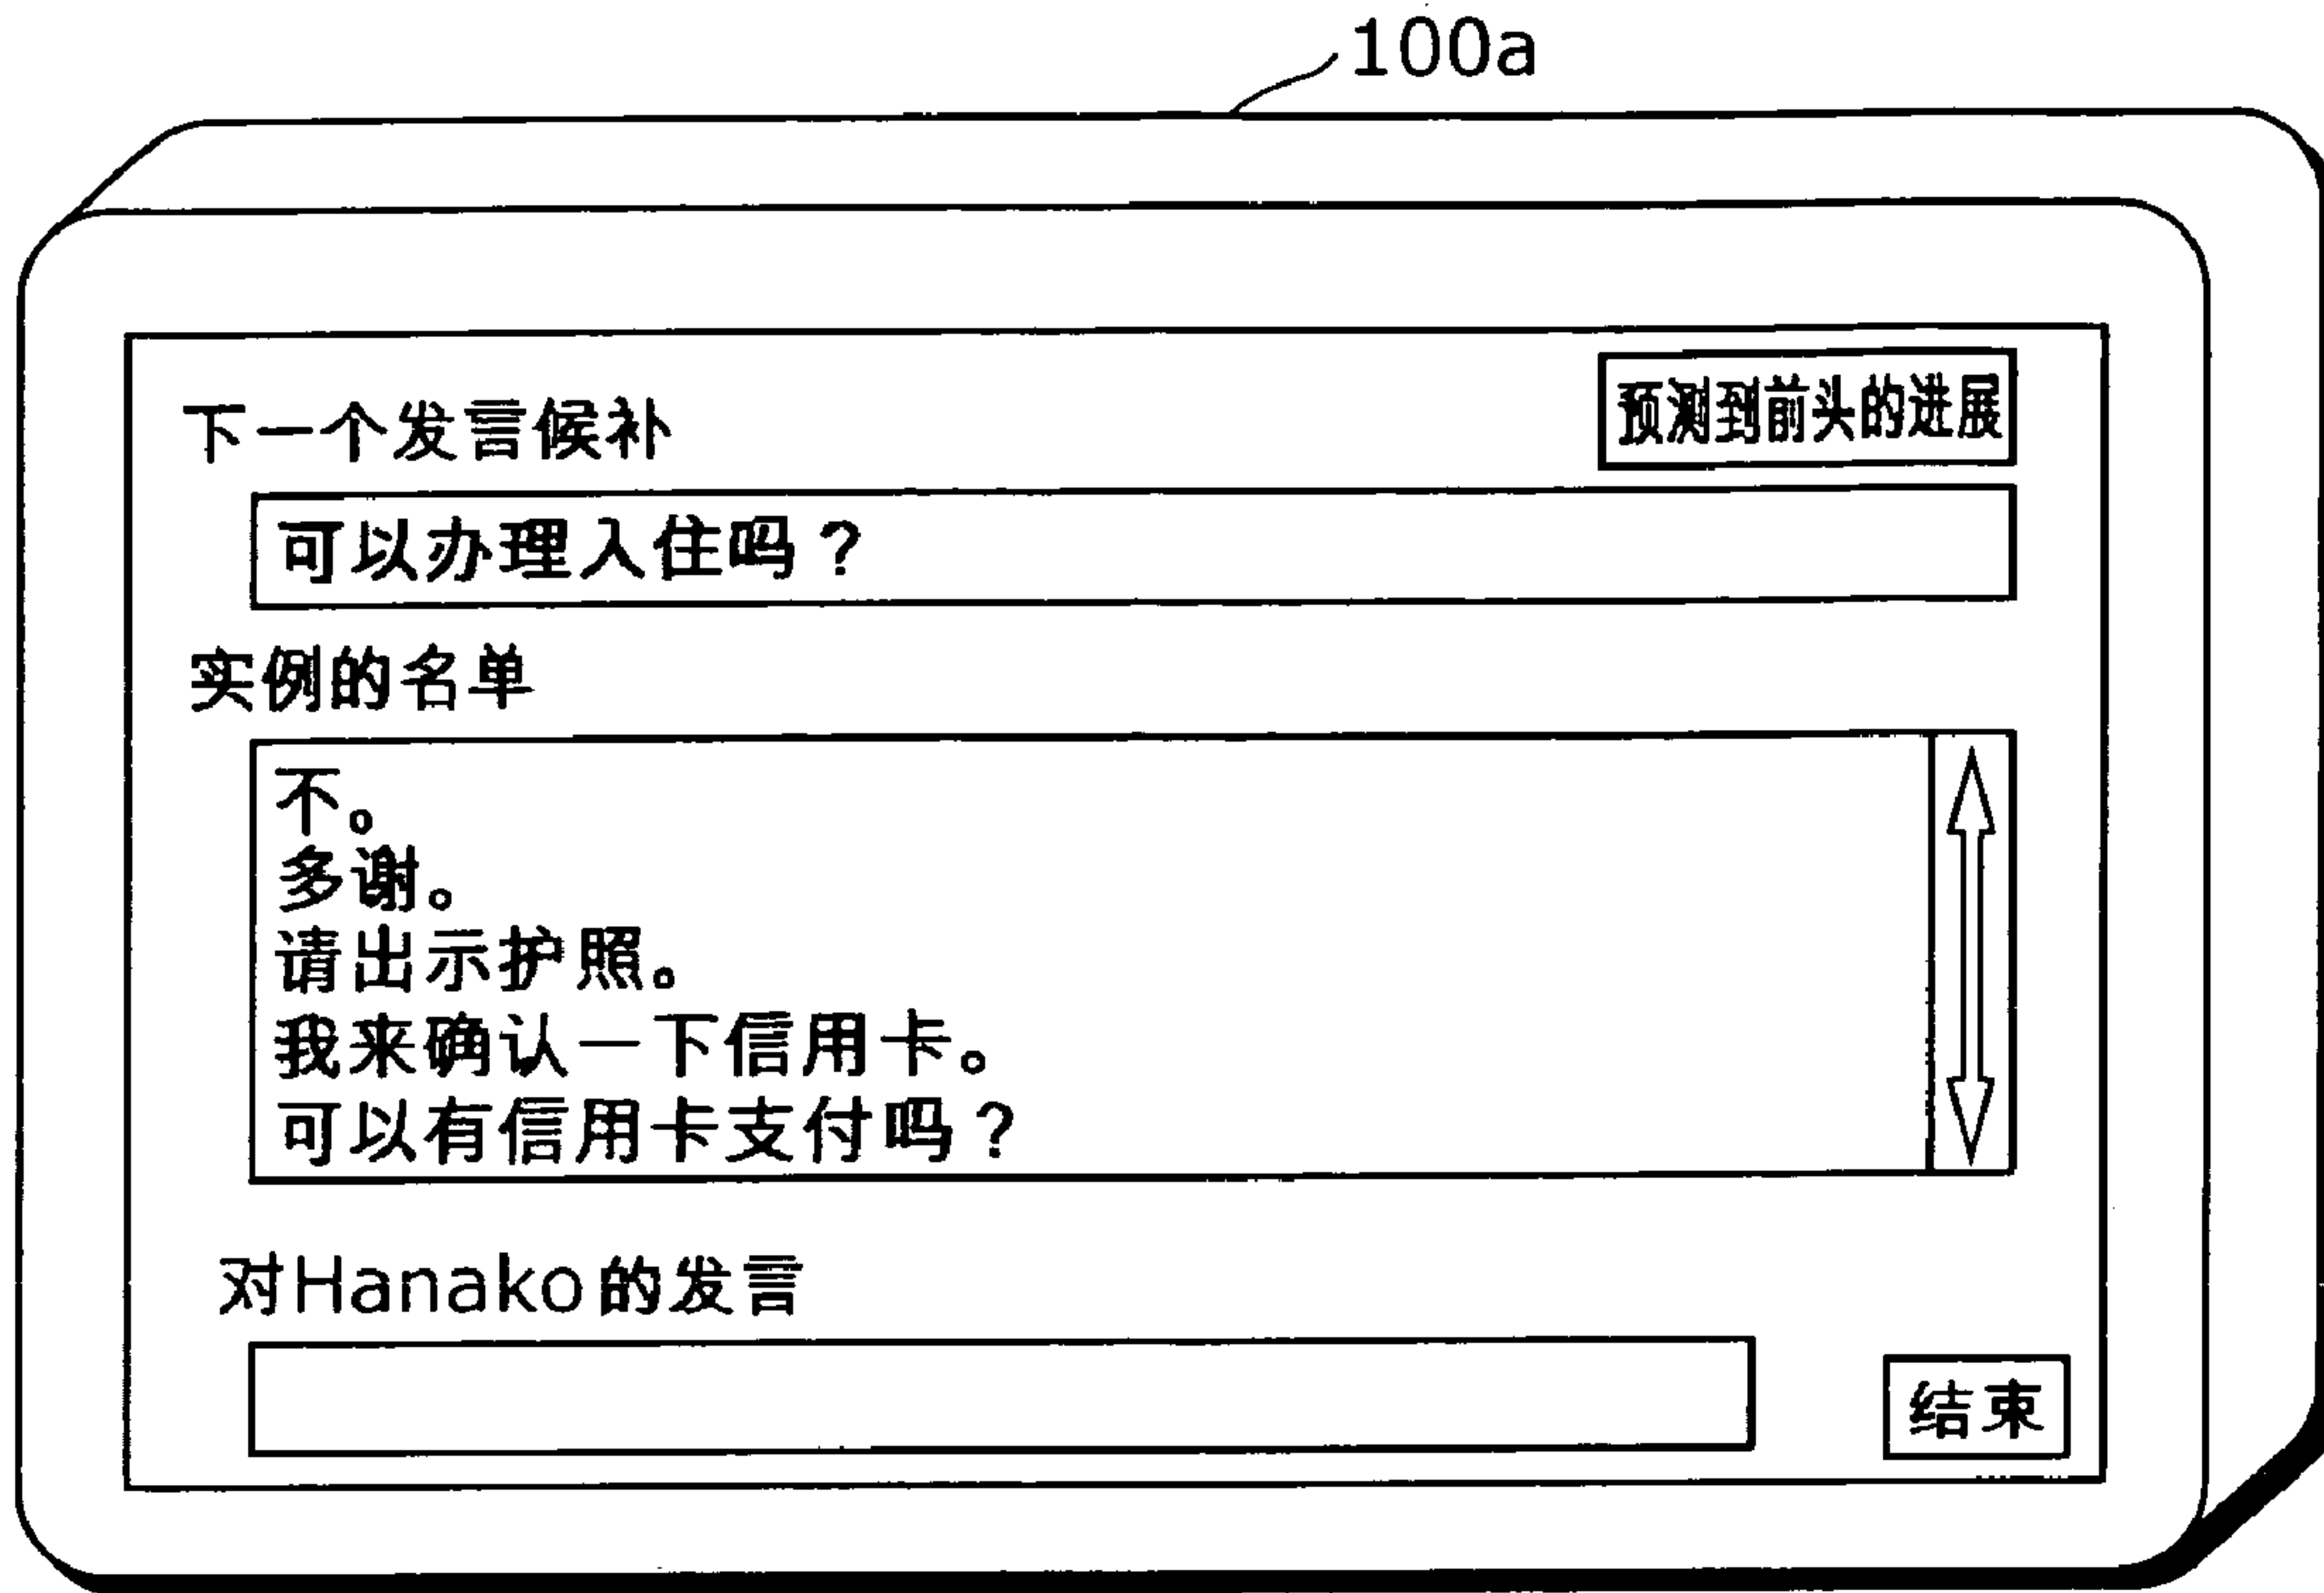 100a
下一个发言候补
预测到前头的进展
可以办理入住吗？
实例的名单
不。
多谢。
请出示护照。
我来确认一下信用卡。
可以有信用卡支付吗？
对Hanako的发言
结束